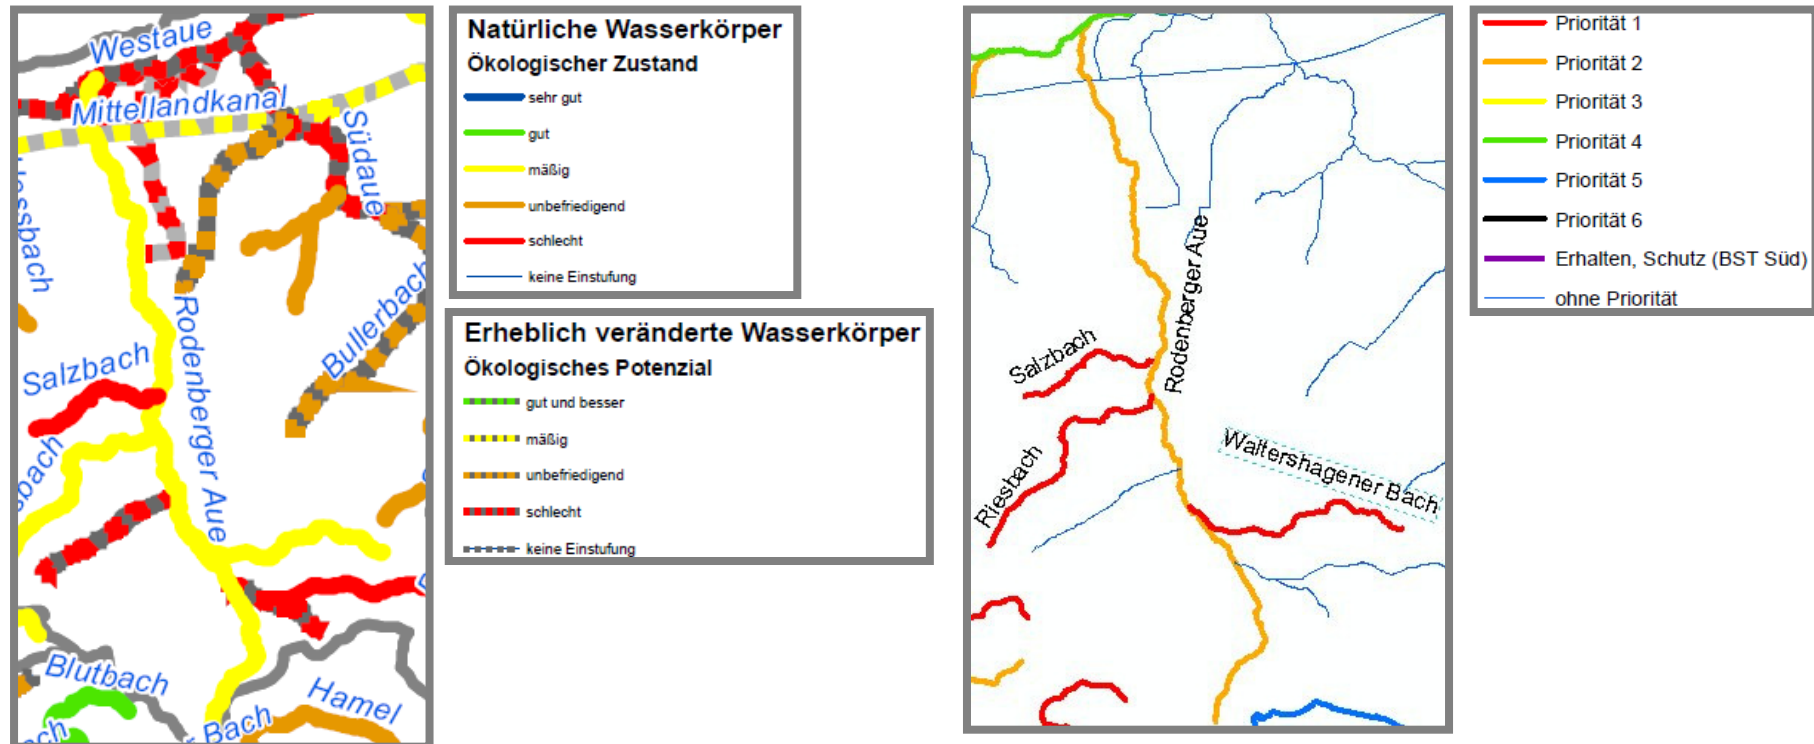 Westaue
Mittellandkanal
Südaue
Rodenberger Aue
Bullerbach
Salzbach
Blutbach
Hamel
Bach
Natürliche Wasserkörper
Ökologischer Zustand
sehr gut
gut
mäßig
unbefriedigend
schlecht
keine Einstufung
Erheblich veränderte Wasserkörper
Ökologisches Potenzial
gut und besser
mäßig
unbefriedigend
schlecht
keine Einstufung
Rodenberger Aue
Salzbach
Riesbach
Waltershagener Bach
Priorität 1
Priorität 2
Priorität 3
Priorität 4
Priorität 5
Priorität 6
Erhalten, Schutz (BST Süd)
ohne Priorität